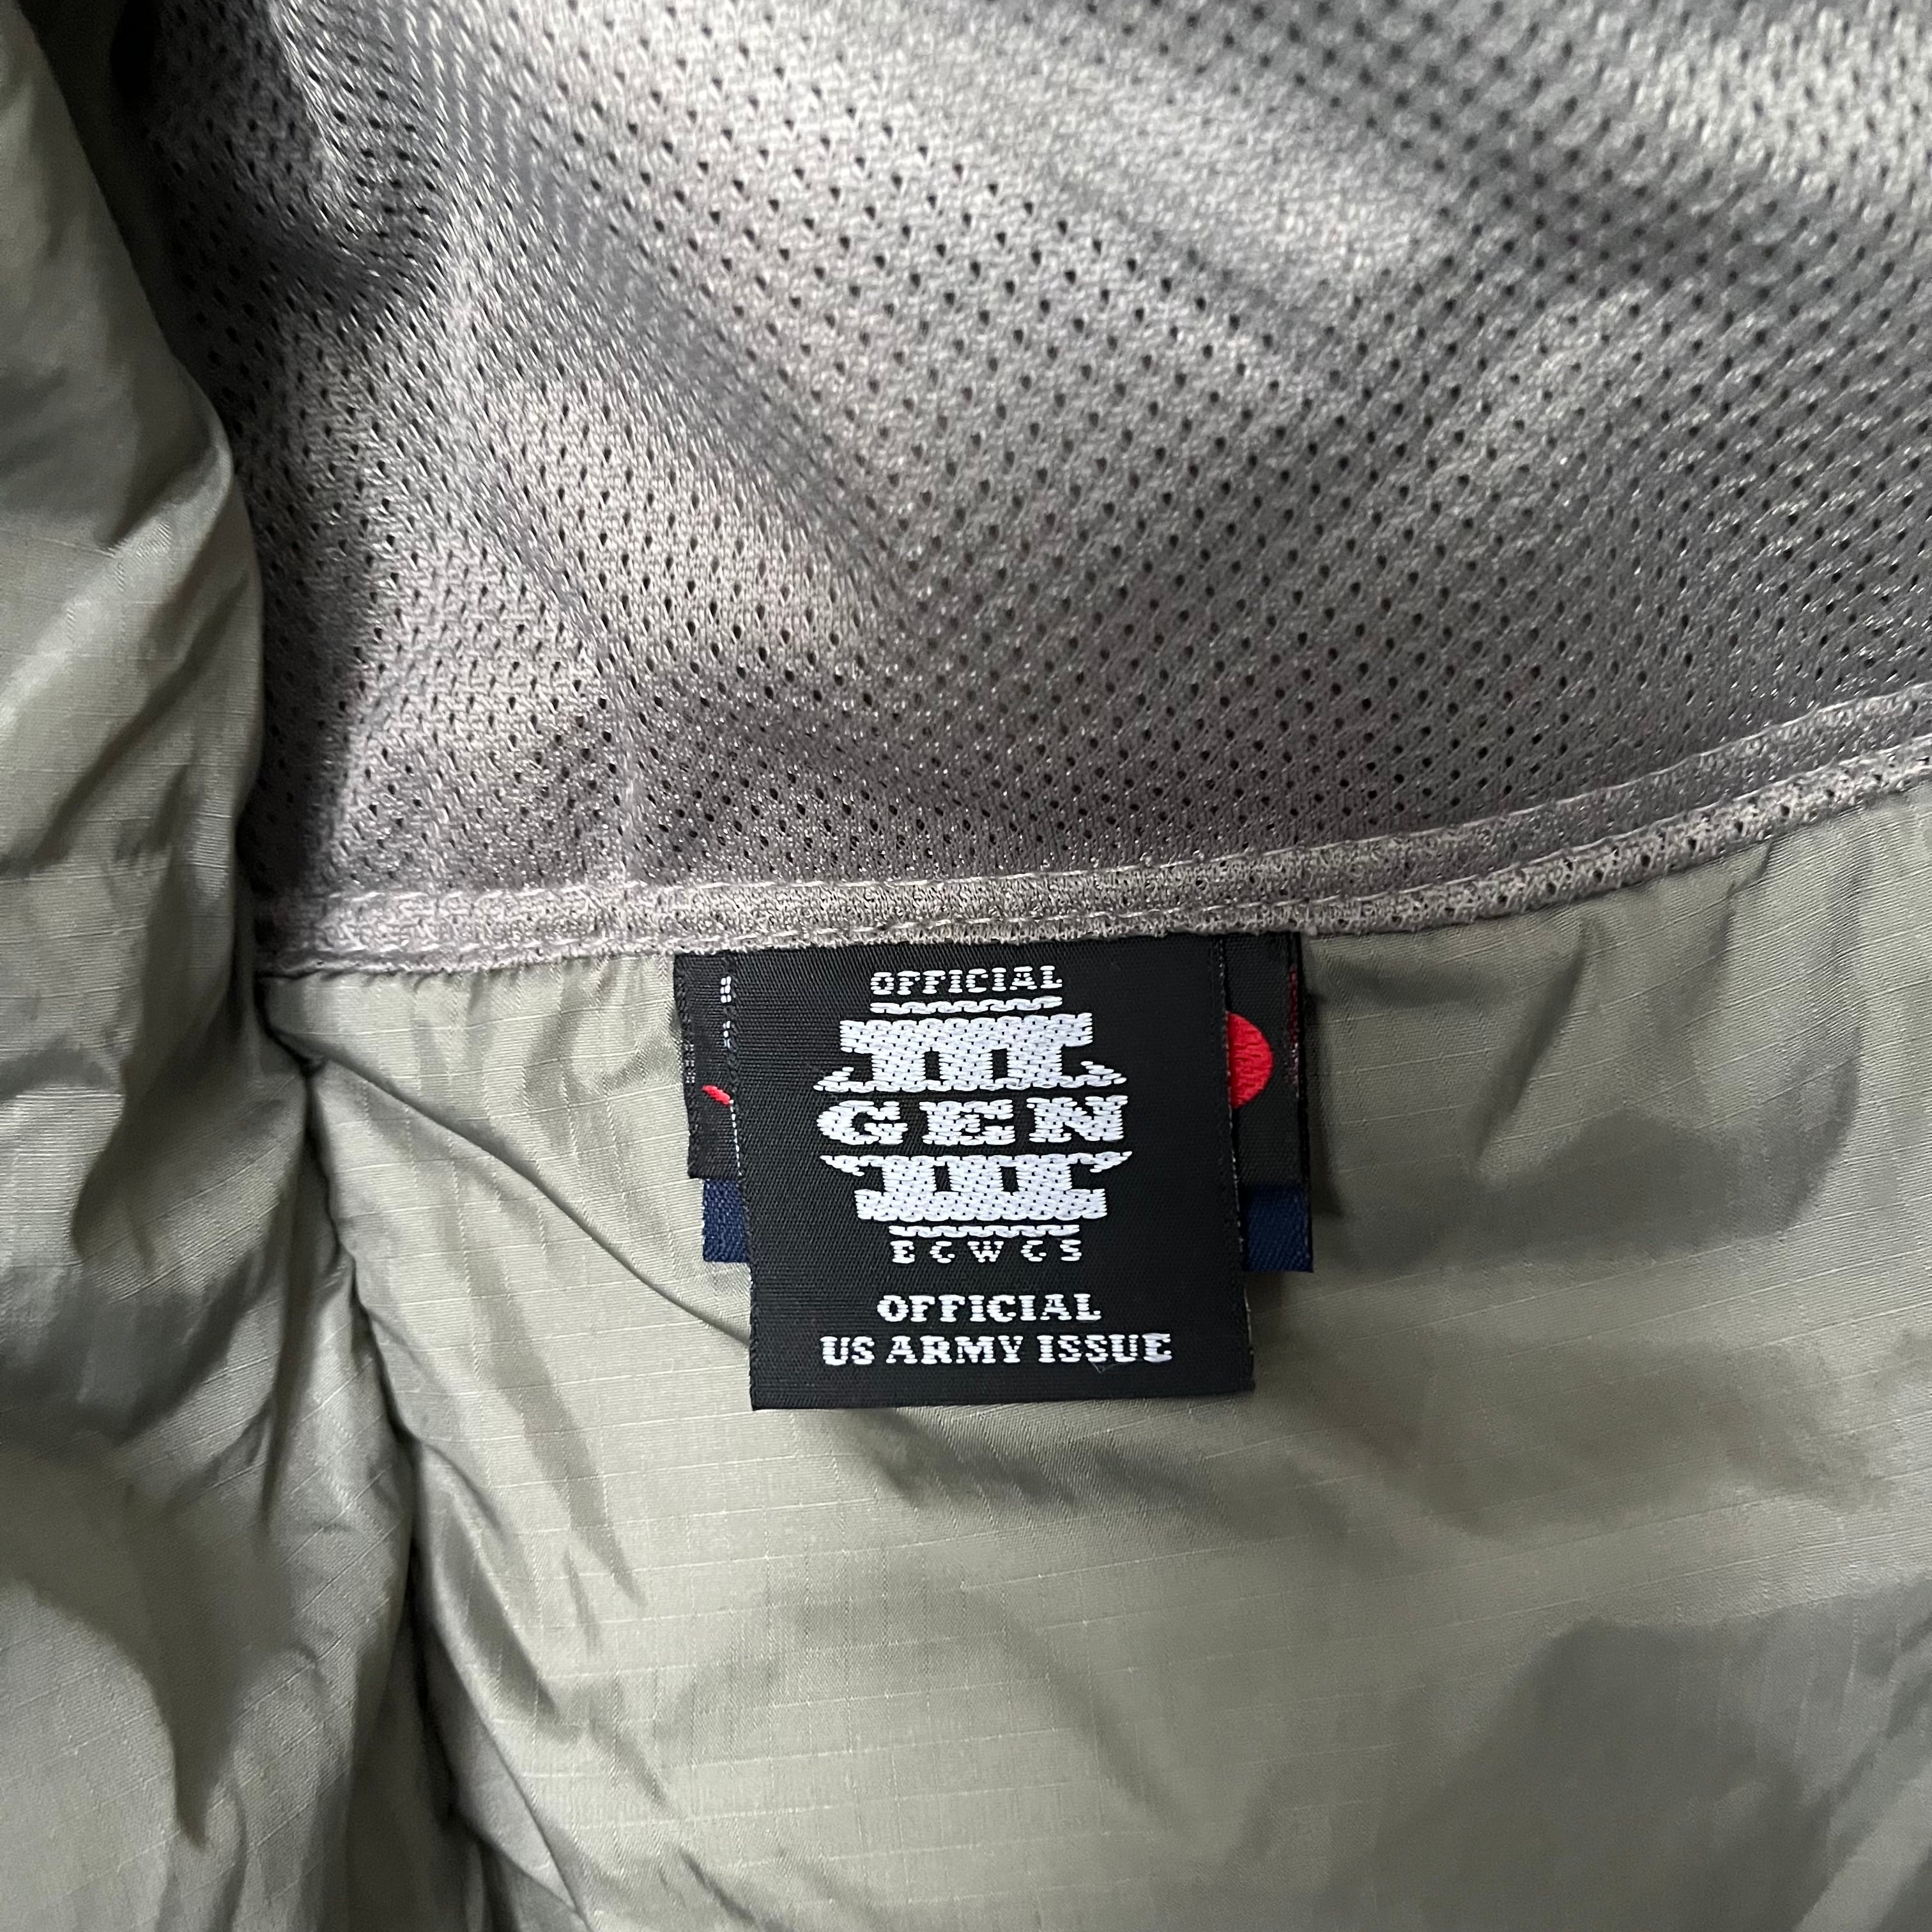 OFFICIAL
III
GEN
III
ECWCS
OFFICIAL
US ARMY ISSUE